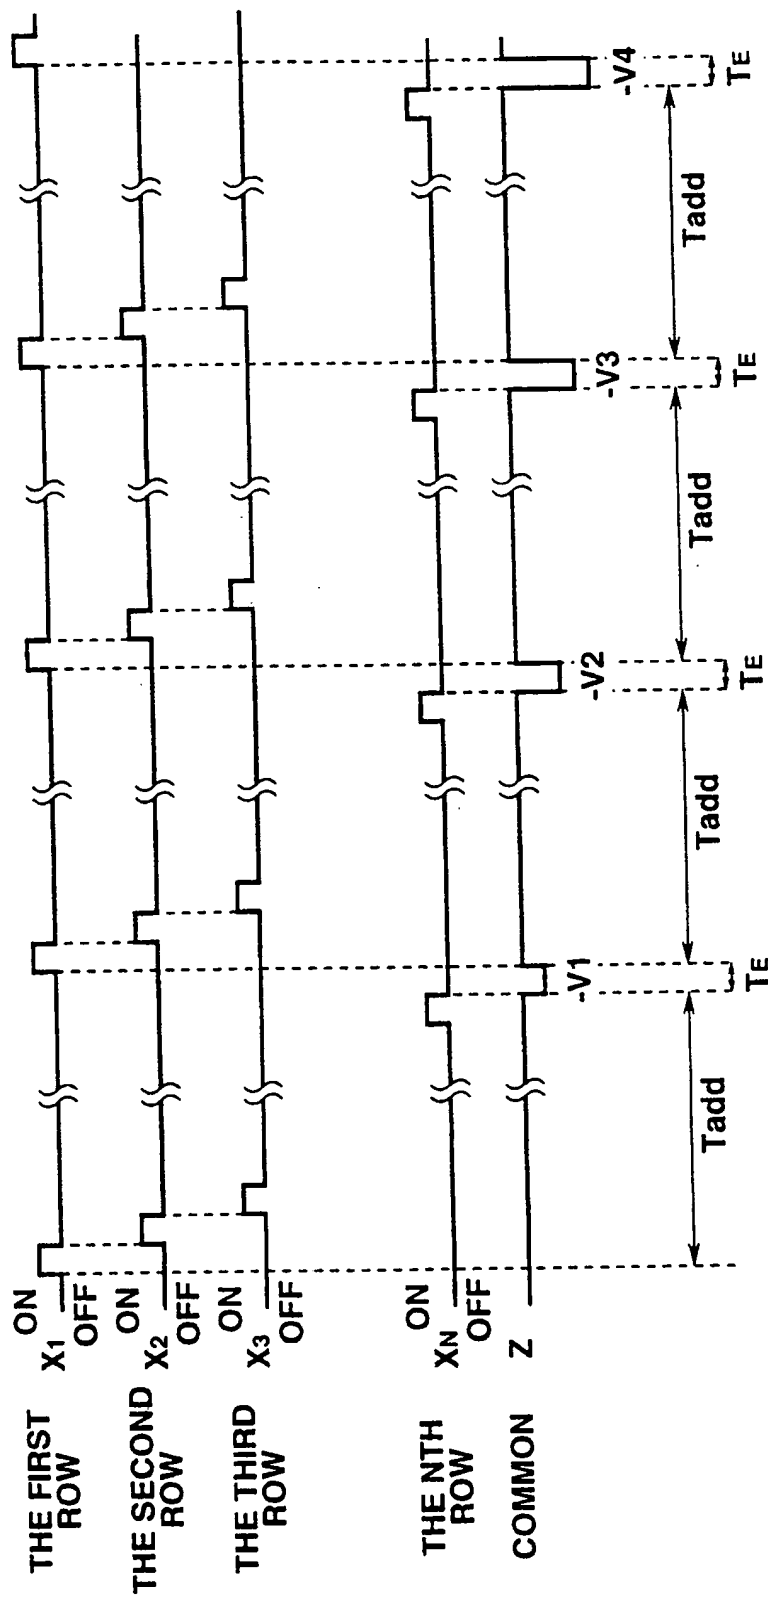 THE FIRST
ROW
X1
ON
OFF
THE SECOND
ROW
X2
ON
OFF
THE THIRD
ROW
X3
ON
OFF
THE NTH
ROW
XN
ON
OFF
COMMON
Z
-V1
-V2
-V3
-V4
Tadd
TE
Tadd
TE
Tadd
TE
Tadd
TE